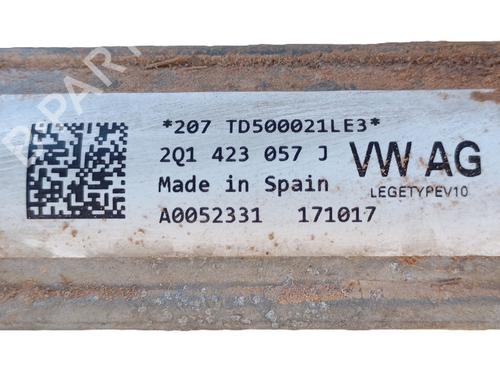 *207 TD500021LE3*
2Q1 423 057 J
VW AG
Made in Spain
LEGETYPEV10
A0052331 171017